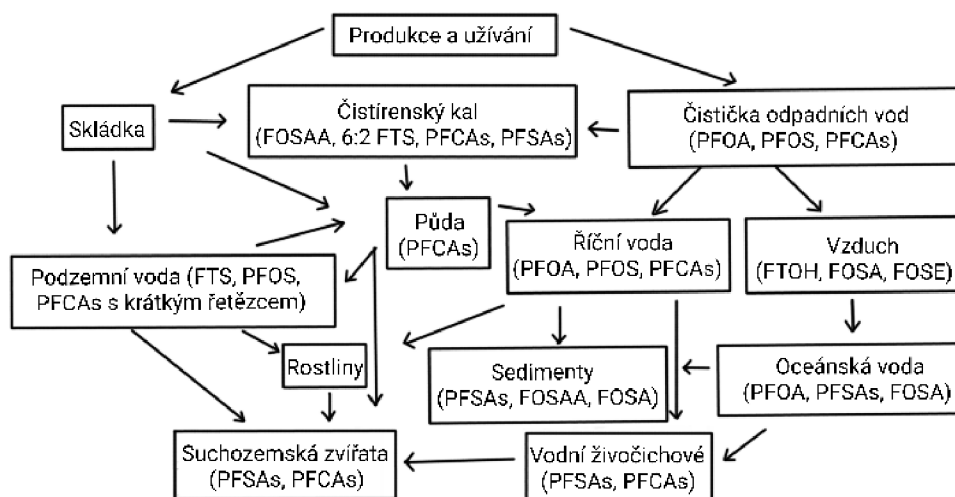 Produkce a užívání
Skládka
Čistírenský kal
(FOSAA, 6:2 FTS, PFCAs, PFSAs)
Čistička odpadních vod
(PFOA, PFOS, PFCAs)
Půda
(PFCAs)
Říční voda
(PFOA, PFOS, PFCAs)
Vzduch
(FTOH, FOSA, FOSE)
Podzemní voda (FTS, PFOS,
PFCAs s krátkým řetězcem)
Rostliny
Sedimenty
(PFSAs, FOSAA, FOSA)
Oceánská voda
(PFOA, PFSAs, FOSA)
Suchozemská zvířata
(PFSAs, PFCAs)
Vodní živočichové
(PFSAs, PFCAs)